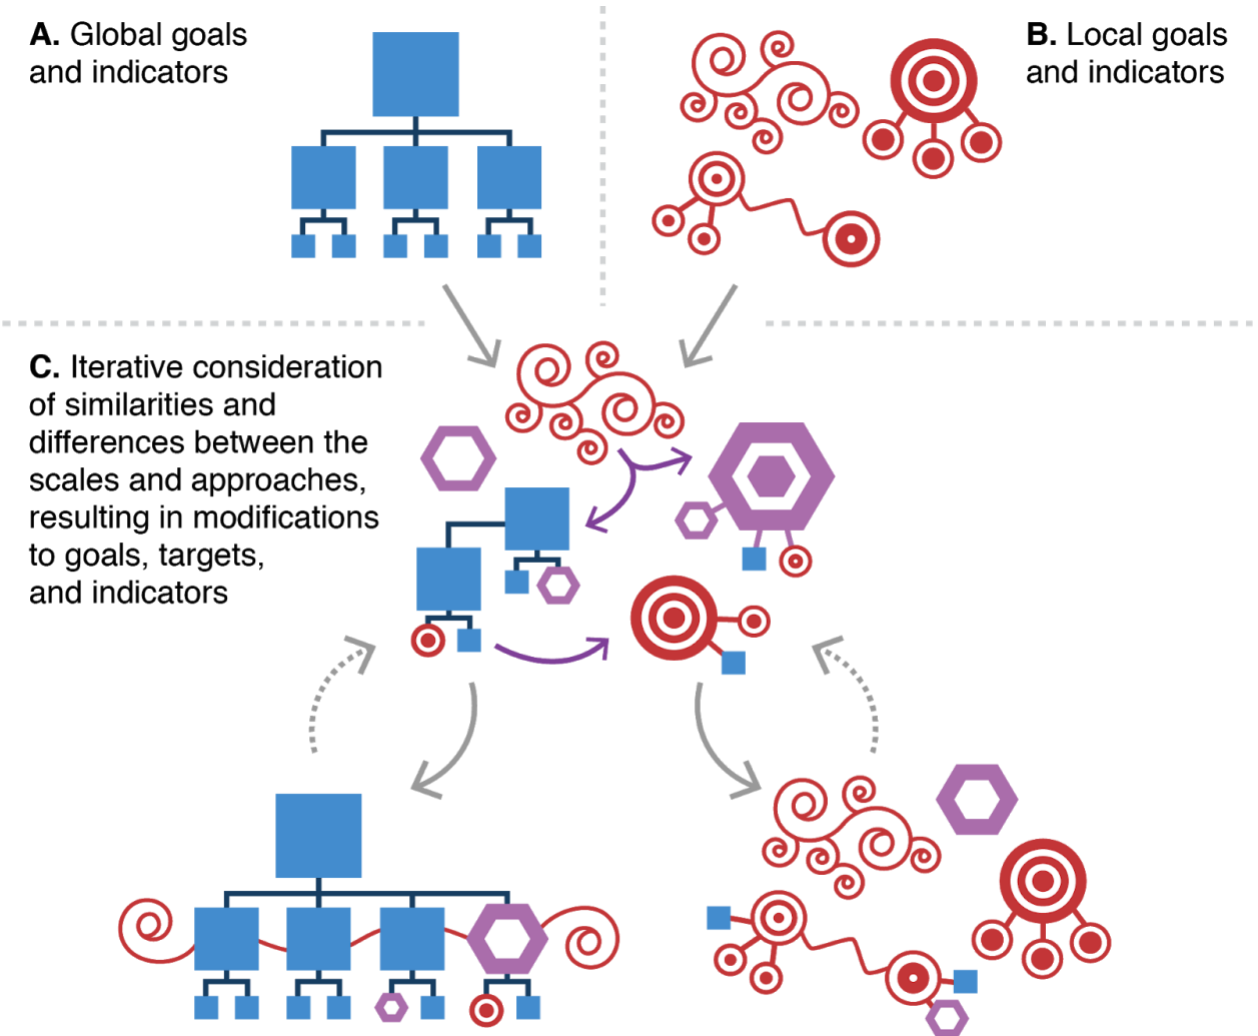 A. Global goals
and indicators
B. Local goals
and indicators
C. Iterative consideration
of similarities and
differences between the
scales and approaches,
resulting in modifications
to goals, targets,
and indicators